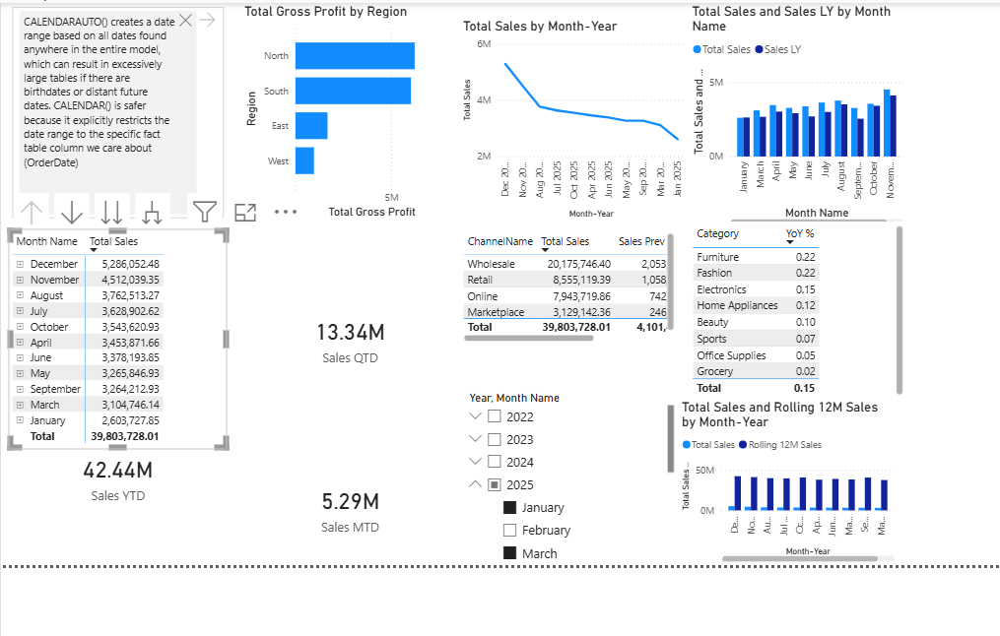 CALENDARAUTO() creates a date
range based on all dates found
anywhere in the entire model,
which can result in excessively
large tables if there are
birthdates or distant future
dates. CALENDAR() is safer
because it explicitly restricts the
date range to the specific fact
table column we care about
(OrderDate)
Total Gross Profit by Region
Region
North
South
East
West
5M
Total Gross Profit
Total Sales by Month-Year
Total Sales
6M
4M
2M
Dec 20...
Nov 20...
Aug 20...
Jul 2025
Oct 2025
Apr 2025
Jun 2025
May 20...
Sep 20...
Mar 20...
Jan 2025
Month-Year
Total Sales and Sales LY by Month
Name
Total Sales Sales LY
Total Sales and ...
5M
0M
January
March
April
May
June
July
August
Septem...
October
Novem...
Month Name
Month Name Total Sales
December 5,286,052.48
November 4,512,039.35
August 3,762,513.27
July 3,628,902.62
October 3,543,620.93
April 3,453,871.66
June 3,378,193.85
May 3,265,846.93
September 3,264,212.93
March 3,104,746.14
January 2,603,727.85
Total 39,803,728.01
42.44M
Sales YTD
13.34M
Sales QTD
5.29M
Sales MTD
ChannelName Total Sales Sales Prev
Wholesale 20,175,746.40 2,053
Retail 8,555,119.39 1,058
Online 7,943,719.86 742
Marketplace 3,129,142.36 246
Total 39,803,728.01 4,101,
Category YoY %
Furniture 0.22
Fashion 0.22
Electronics 0.15
Home Appliances 0.12
Beauty 0.10
Sports 0.07
Office Supplies 0.05
Grocery 0.02
Total 0.15
Year, Month Name
2022
2023
2024
2025
January
February
March
Total Sales and Rolling 12M Sales
by Month-Year
Total Sales Rolling 12M Sales
Total Sales ...
50M
0M
De...
No...
Au...
Jul ...
Oc...
Ap...
Jun...
Ma...
Se...
Ma...
Month-Year